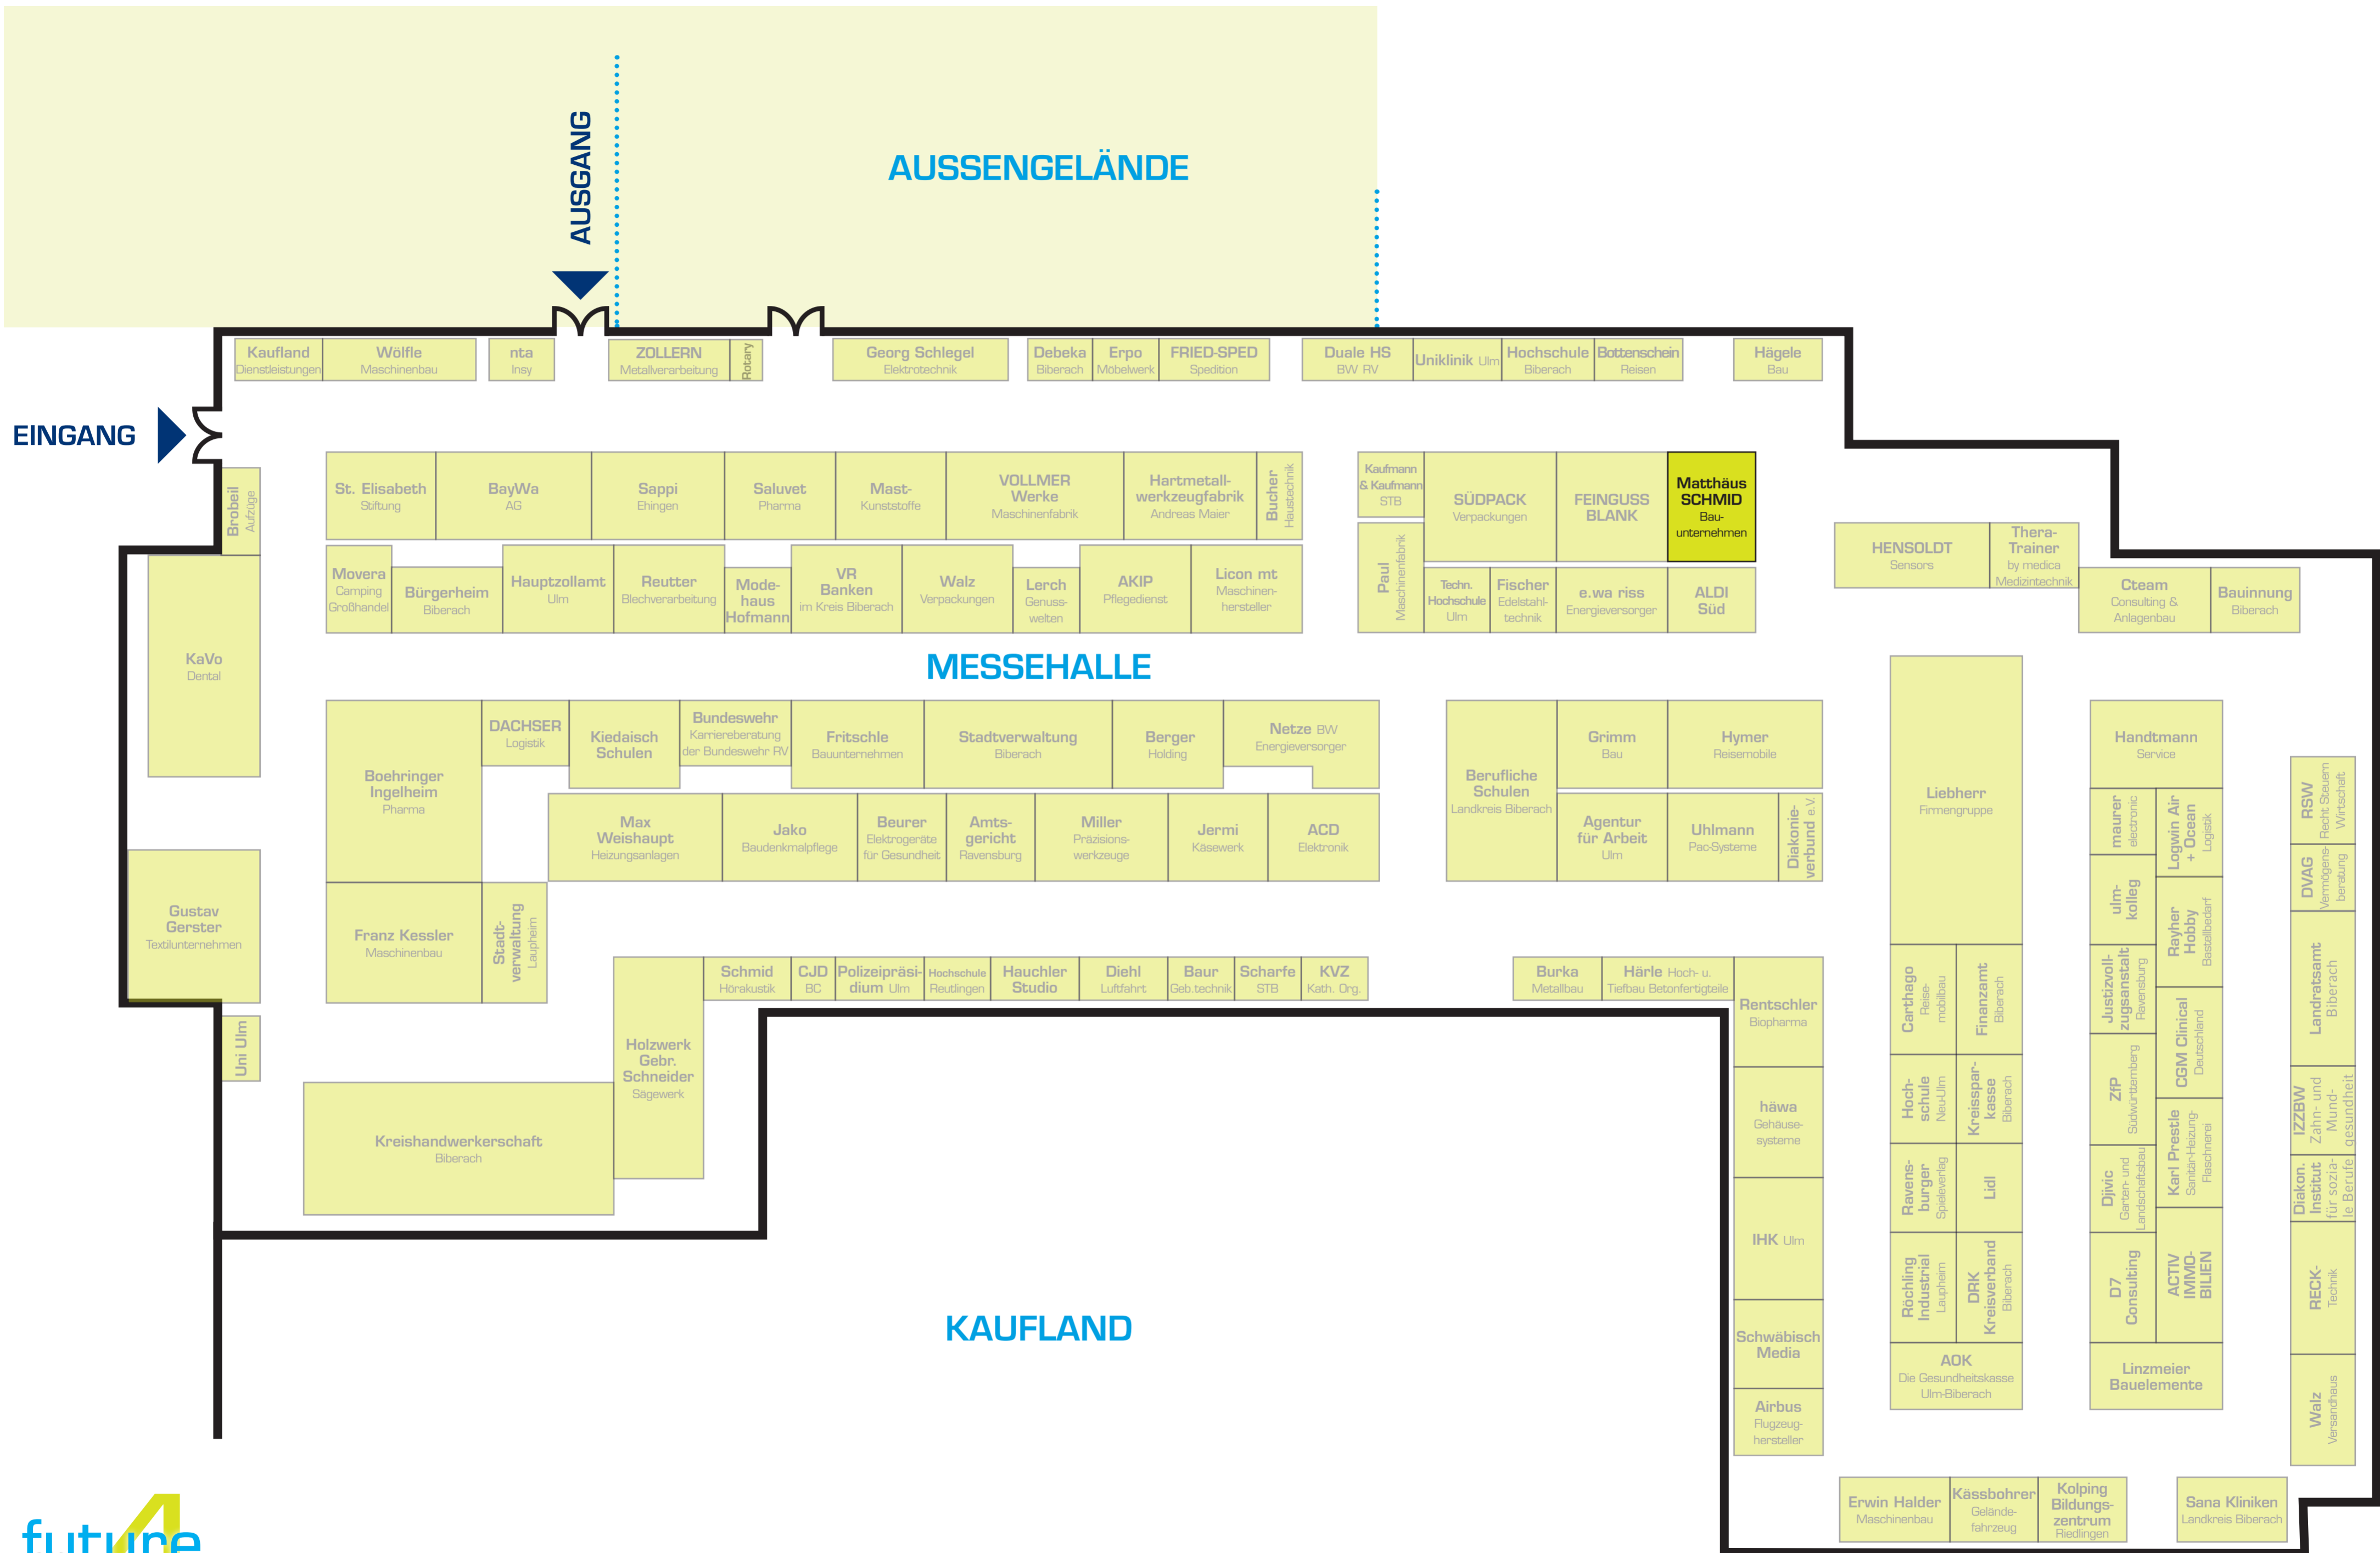 AUSGANG
AUSSENGELÄNDE
EINGANG
Kaufland
Dienstleistungen
Wölfle
Maschinenbau
nta
Insy
ZOLLERN
Metallverarbeitung
Rotary
Georg Schlegel
Elektrotechnik
Debeka
Biberach
Erpo
Möbelwerk
FRIED-SPED
Spedition
Duale HS
BW RV
Uniklinik Ulm
Hochschule
Biberach
Bottenschein
Reisen
Hägele
Bau
Brobeil
Aufzüge
St. Elisabeth
Stiftung
BayWa
AG
Sappi
Ehingen
Saluvet
Pharma
Mast-
Kunststoffe
VOLLMER
Werke
Maschinenfabrik
Hartmetall-
werkzeugfabrik
Andreas Maier
Bucher
Haustechnik
Kaufmann
& Kaufmann
STB
SÜDPACK
Verpackungen
FEINGUSS
BLANK
Matthäus
SCHMID
Bau-
unternehmen
Movera
Camping
Großhandel
Bürgerheim
Biberach
Hauptzollamt
Ulm
Reutter
Blechverarbeitung
Mode-
haus
Hofmann
VR
Banken
im Kreis Biberach
Walz
Verpackungen
Lerch
Genuss-
welten
AKIP
Pflegedienst
Licon mt
Maschinen-
hersteller
Paul
Maschinenfabrik
Techn.
Hochschule
Ulm
Fischer
Edelstahl-
technik
e.wa riss
Energieversorger
ALDI
Süd
HENSOLDT
Sensors
Thera-
Trainer
by medica
Medizintechnik
Cteam
Consulting &
Anlagenbau
Bauinnung
Biberach
KaVo
Dental
MESSEHALLE
Boehringer
Ingelheim
Pharma
DACHSER
Logistik
Kiedaisch
Schulen
Bundeswehr
Karriereberatung
der Bundeswehr RV
Fritschle
Bauunternehmen
Stadtverwaltung
Biberach
Berger
Holding
Netze BW
Energieversorger
Berufliche
Schulen
Landkreis Biberach
Grimm
Bau
Hymer
Reisemobile
Max
Weishaupt
Heizungsanlagen
Jako
Baudenkmalpflege
Beurer
Elektrogeräte
für Gesundheit
Amts-
gericht
Ravensburg
Miller
Präzisions-
werkzeuge
Jermi
Käsewerk
ACD
Elektronik
Agentur
für Arbeit
Ulm
Uhlmann
Pac-Systeme
Diakonie-
verbund e.V.
Gustav
Gerster
Textilunternehmen
Franz Kessler
Maschinenbau
Stadt-
verwaltung
Laupheim
Uni Ulm
Holzwerk
Gebr.
Schneider
Sägewerk
Schmid
Hörakustik
CJD
BC
Polizeipräsi-
dium Ulm
Hochschule
Reutlingen
Hauchler
Studio
Diehl
Luftfahrt
Baur
Geb.technik
Scharfe
STB
KVZ
Kath. Org.
Burka
Metallbau
Härle Hoch- u.
Tiefbau Betonfertigteile
Rentschler
Biopharma
Kreishandwerkerschaft
Biberach
häwa
Gehäuse-
systeme
IHK Ulm
Schwäbisch
Media
Airbus
Flugzeug-
hersteller
KAUFLAND
Liebherr
Firmengruppe
Carthago
Reise-
mobilbau
Finanzamt
Biberach
Hoch-
schule
Neu-Ulm
Kreisspar-
kasse
Biberach
Ravens-
burger
Spieleverlag
Lidl
Röchling
Industrial
Laupheim
DRK
Kreisverband
Biberach
AOK
Die Gesundheitskasse
Ulm-Biberach
Handtmann
Service
maurer
electronic
Logwin Air
+ Ocean
Logistik
ulm-
kolleg
Rayher
Hobby
Bastelbedarf
Justizvoll-
zugsanstalt
Ravensburg
CGM Clinical
Deutschland
ZfP
Südwürttemberg
Karl Prestle
Sanitär-Heizung-
Flaschnerei
Djivic
Garten- und
Landschaftsbau
D7
Consulting
ACTIV
IMMO-
BILIEN
Linzmeier
Bauelemente
RSW
Recht Steuern
Wirtschaft
DVAG
Vermögens-
beratung
Landratsamt
Biberach
IZZBW
Zahn- und
Mund-
gesundheit
Diakon.
Institut
für sozia-
le Berufe
RECK-
Technik
Walz
Versandhaus
Erwin Halder
Maschinenbau
Kässbohrer
Gelände-
fahrzeug
Kolping
Bildungs-
zentrum
Riedlingen
Sana Kliniken
Landkreis Biberach
future
4